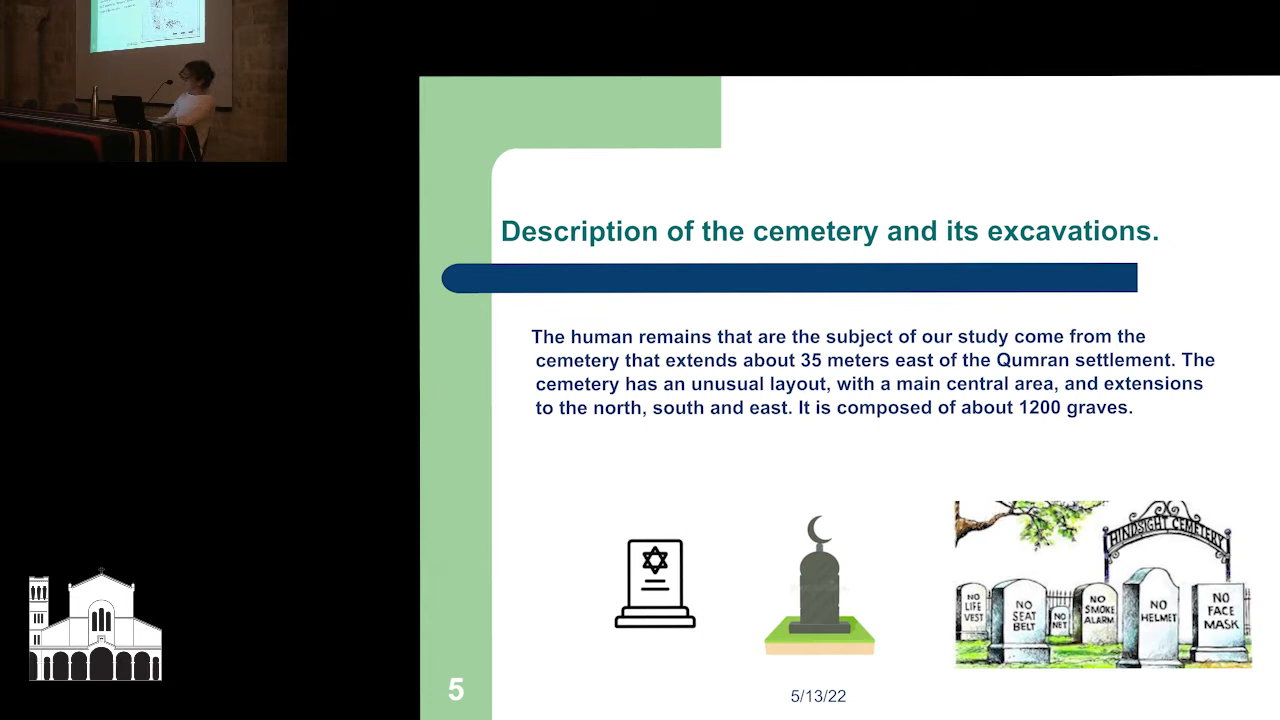 Description of the cemetery and its excavations.
The human remains that are the subject of our study come from the
cemetery that extends about 35 meters east of the Qumran settlement. The
cemetery has an unusual layout, with a main central area, and extensions
to the north, south and east. It is composed of about 1200 graves.
HINDSIGHT CEMETERY
NO
LIFE
VEST
NO
SEAT
BELT
NO
NET
NO
SMOKE
ALARM
NO
HELMET
NO
FACE
MASK
5
5/13/22